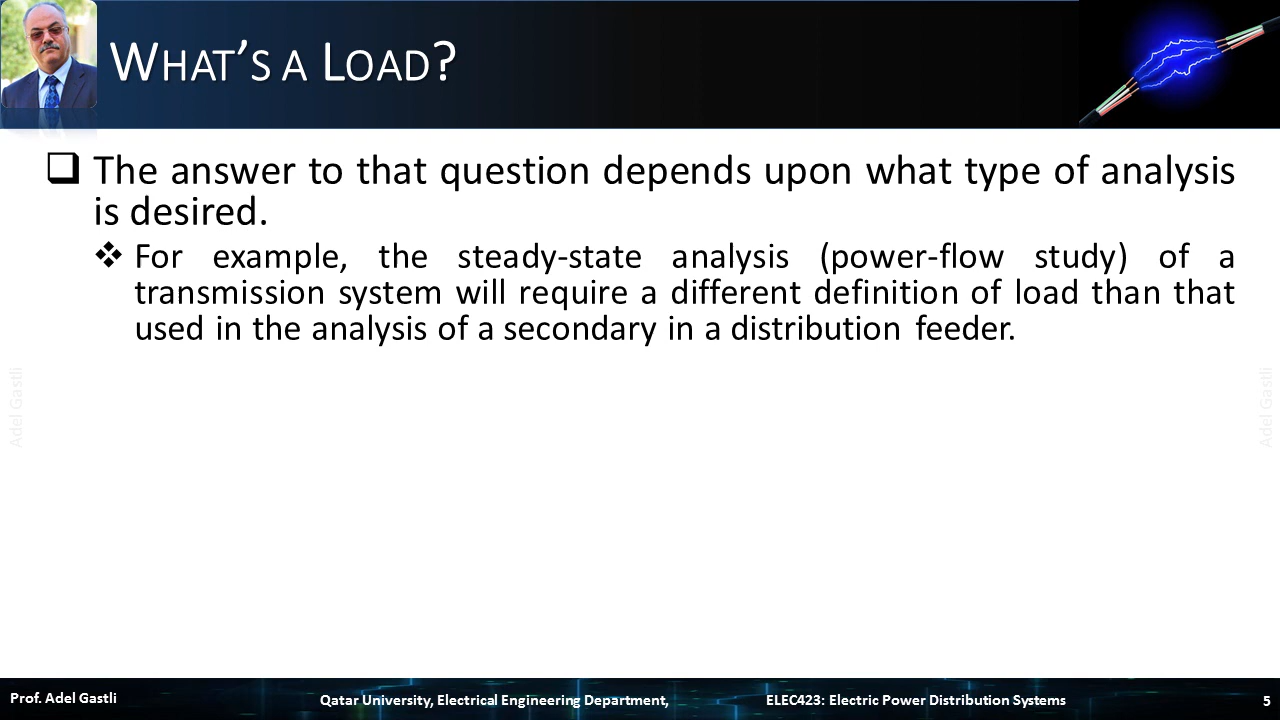 WHAT'S A LOAD?
The answer to that question depends upon what type of analysis
is desired.
For example, the steady-state analysis (power-flow study) of a
transmission system will require a different definition of load than that
used in the analysis of a secondary in a distribution feeder.
Adel Gastli
Adel Gastli
Prof. Adel Gastli
Qatar University, Electrical Engineering Department,
ELEC423: Electric Power Distribution Systems
5